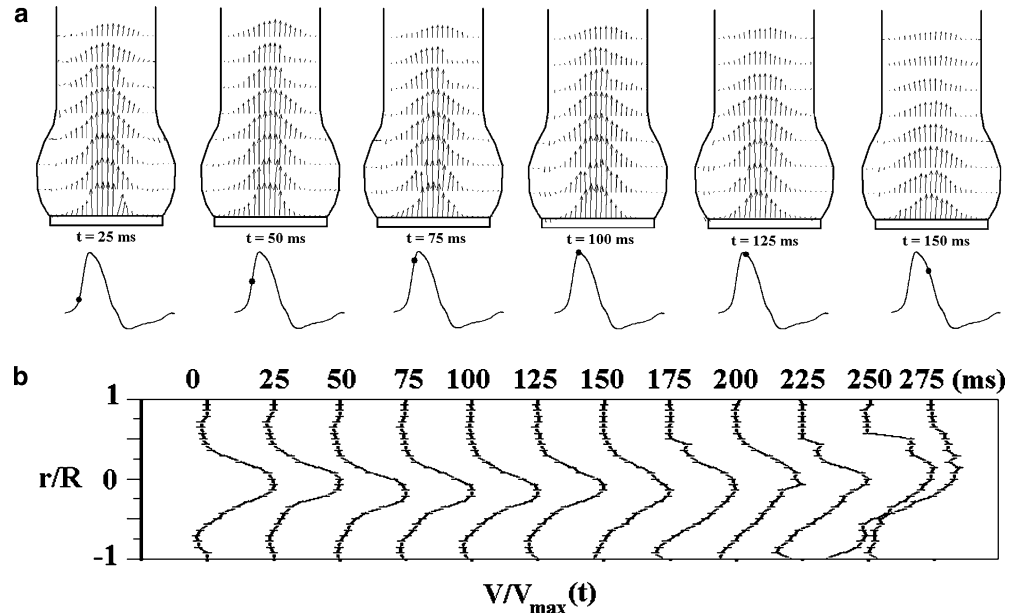 a
t = 25 ms t = 50 ms t = 75 ms t = 100 ms t = 125 ms t = 150 ms
b
0 25 50 75 100 125 150 175 200 225 250 275 (ms)
1
r/R 0
-1
V/Vmax(t)